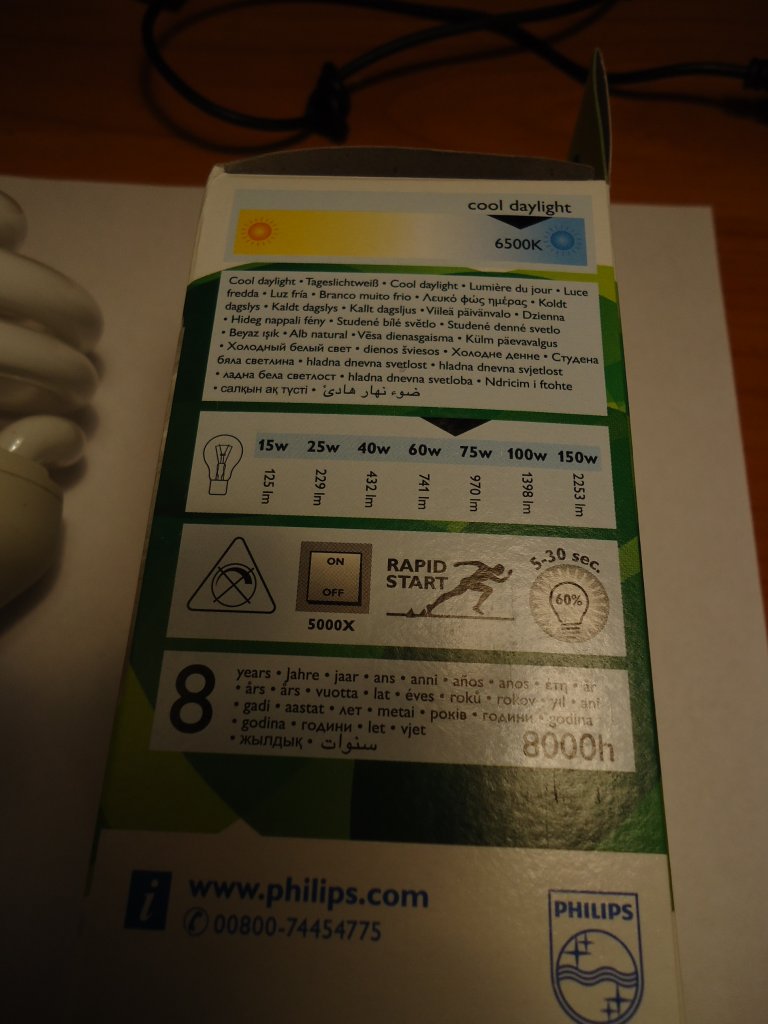 cool daylight
6500K
Cool daylight • Tageslichtweiß • Cool daylight • Lumière du jour • Luce
fredda • Luz fría • Branco muito frio • Λευκό φώς ημέρας • Koldt
dagslys • Kaldt dagslys • Kallt dagsljus • Viileä päivänvalo • Dzienna
• Hideg nappali fény • Studené bílé světlo • Studené denné svetlo
• Beyaz ışık • Alb natural • Vēsa dienasgaisma • Külm päevavalgus
• Холодный белый свет • dienos šviesos • Холодне денне • Студена
бяла светлина • hladna dnevna svetlost • hladna dnevna svjetlost
• ладна бела светлост • hladna dnevna svetloba • Ndricim i ftohte
• салқын ақ түсті • ضوء نهار هادئ
15w 25w 40w 60w 75w 100w 150w
125 lm 229 lm 432 lm 741 lm 970 lm 1398 lm 2253 lm
ON
OFF
5000X
RAPID
START
5-30 sec.
60%
8
years • Jahre • jaar • ans • anni • años • anos • έτη • år
• års • års • vuotta • lat • éves • roků • rokov • yıl • ani
• gadi • aastat • лет • metai • років • години • godina
• godina • години • let • vjet
• жылдық • سنوات
8000h
i www.philips.com
✆ 00800-74454775
PHILIPS